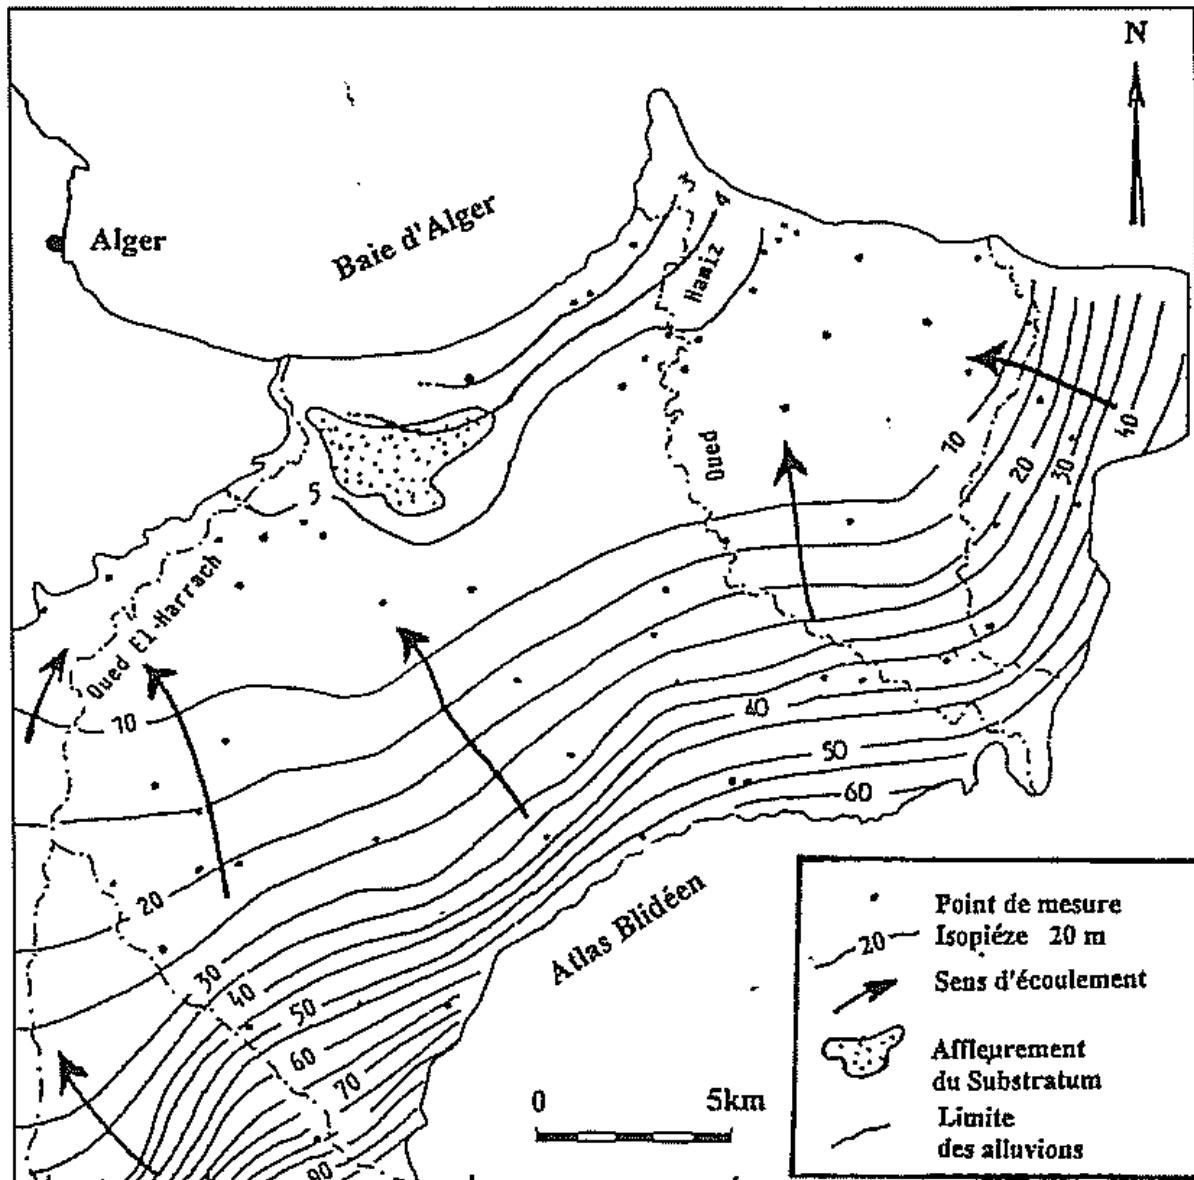 N
Alger
Baie d'Alger
3
4
Hamiz
Oued
10
20
30
40
5
Oued El-Harrach
10
40
50
60
20
30
40
50
60
70
90
Atlas Blidéen
0 5km
Point de mesure
20 Isopiéze 20 m
Sens d'écoulement
Affleurement
du Substratum
Limite
des alluvions